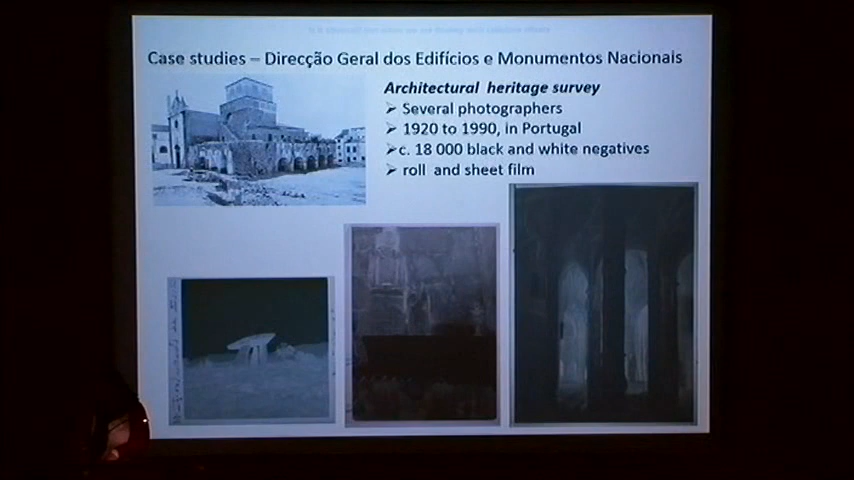 Case studies – Direcção Geral dos Edifícios e Monumentos Nacionais
Architectural heritage survey
➢ Several photographers
➢ 1920 to 1990, in Portugal
➢c. 18 000 black and white negatives
➢ roll and sheet film